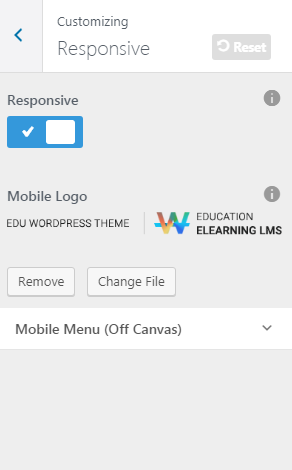 Customizing
Responsive
Reset
Responsive
Mobile Logo
EDU WORDPRESS THEME
EDUCATION
ELEARNING LMS
Remove
Change File
Mobile Menu (Off Canvas)